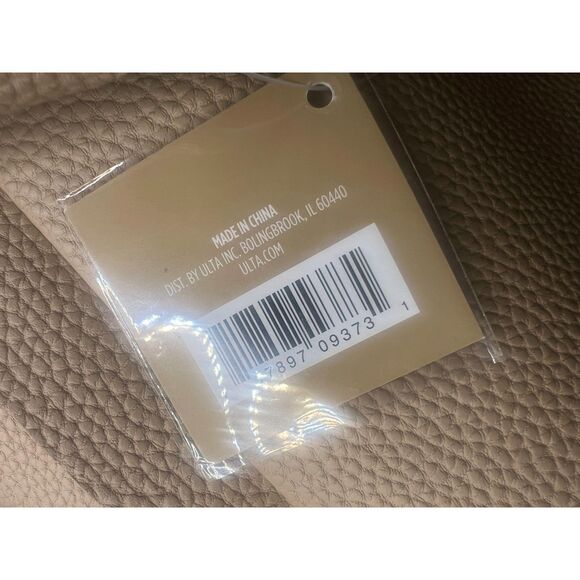 MADE IN CHINA
DIST. BY ULTA INC. BOLINGBROOK, IL 60440
ULTA.COM
7897 09373 1